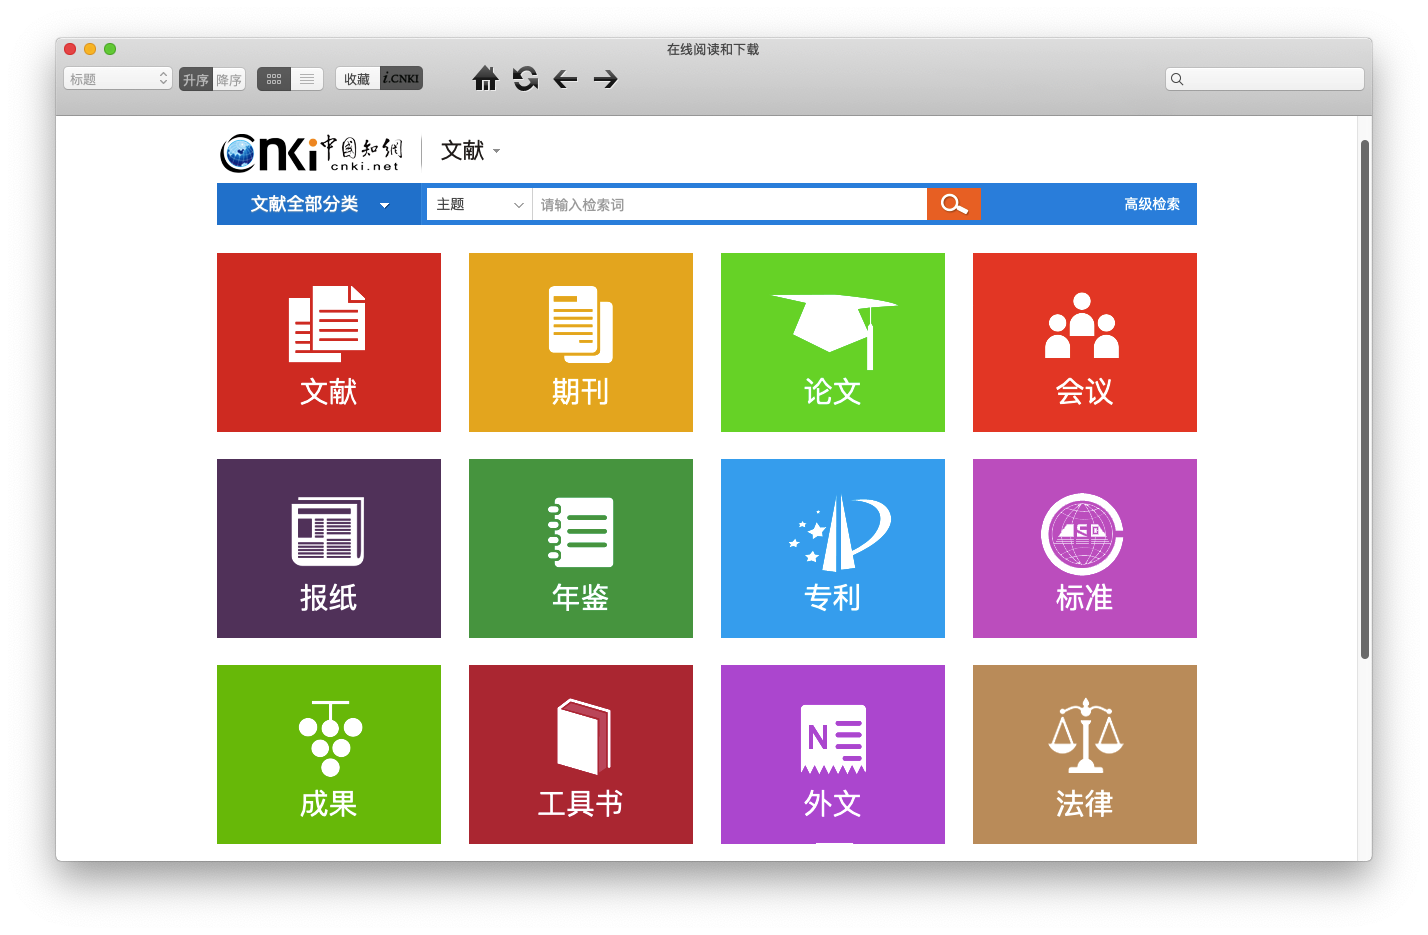 在线阅读和下载
标题 升序 降序 收藏 i.CNKI
Cnki 中国知網 文献
cnki.net
文献全部分类 主题 请输入检索词 高级检索
文献 期刊 论文 会议
报纸 年鉴 专利 标准
N
成果 工具书 外文 法律